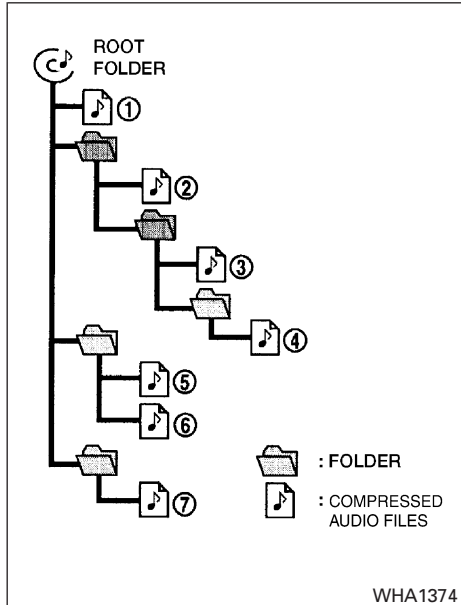 ROOT
FOLDER
①
②
③
④
⑤
⑥
⑦
: FOLDER
: COMPRESSED
AUDIO FILES
WHA1374